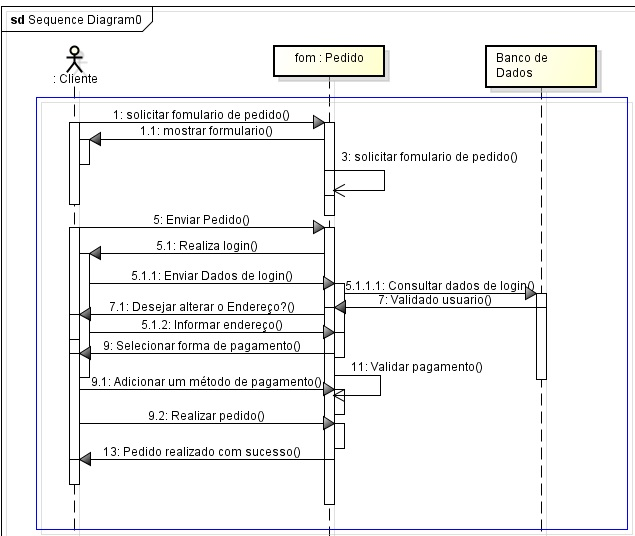 sd Sequence Diagram0
: Cliente
fom : Pedido
Banco de
Dados
1: solicitar fomulario de pedido()
1.1: mostrar formulario()
3: solicitar fomulario de pedido()
5: Enviar Pedido()
5.1: Realiza login()
5.1.1: Enviar Dados de login()
5.1.1.1: Consultar dados de login()
7: Validado usuario()
7.1: Desejar alterar o Endereço?()
5.1.2: Informar endereço()
9: Selecionar forma de pagamento()
11: Validar pagamento()
9.1: Adicionar um método de pagamento()
9.2: Realizar pedido()
13: Pedido realizado com sucesso()